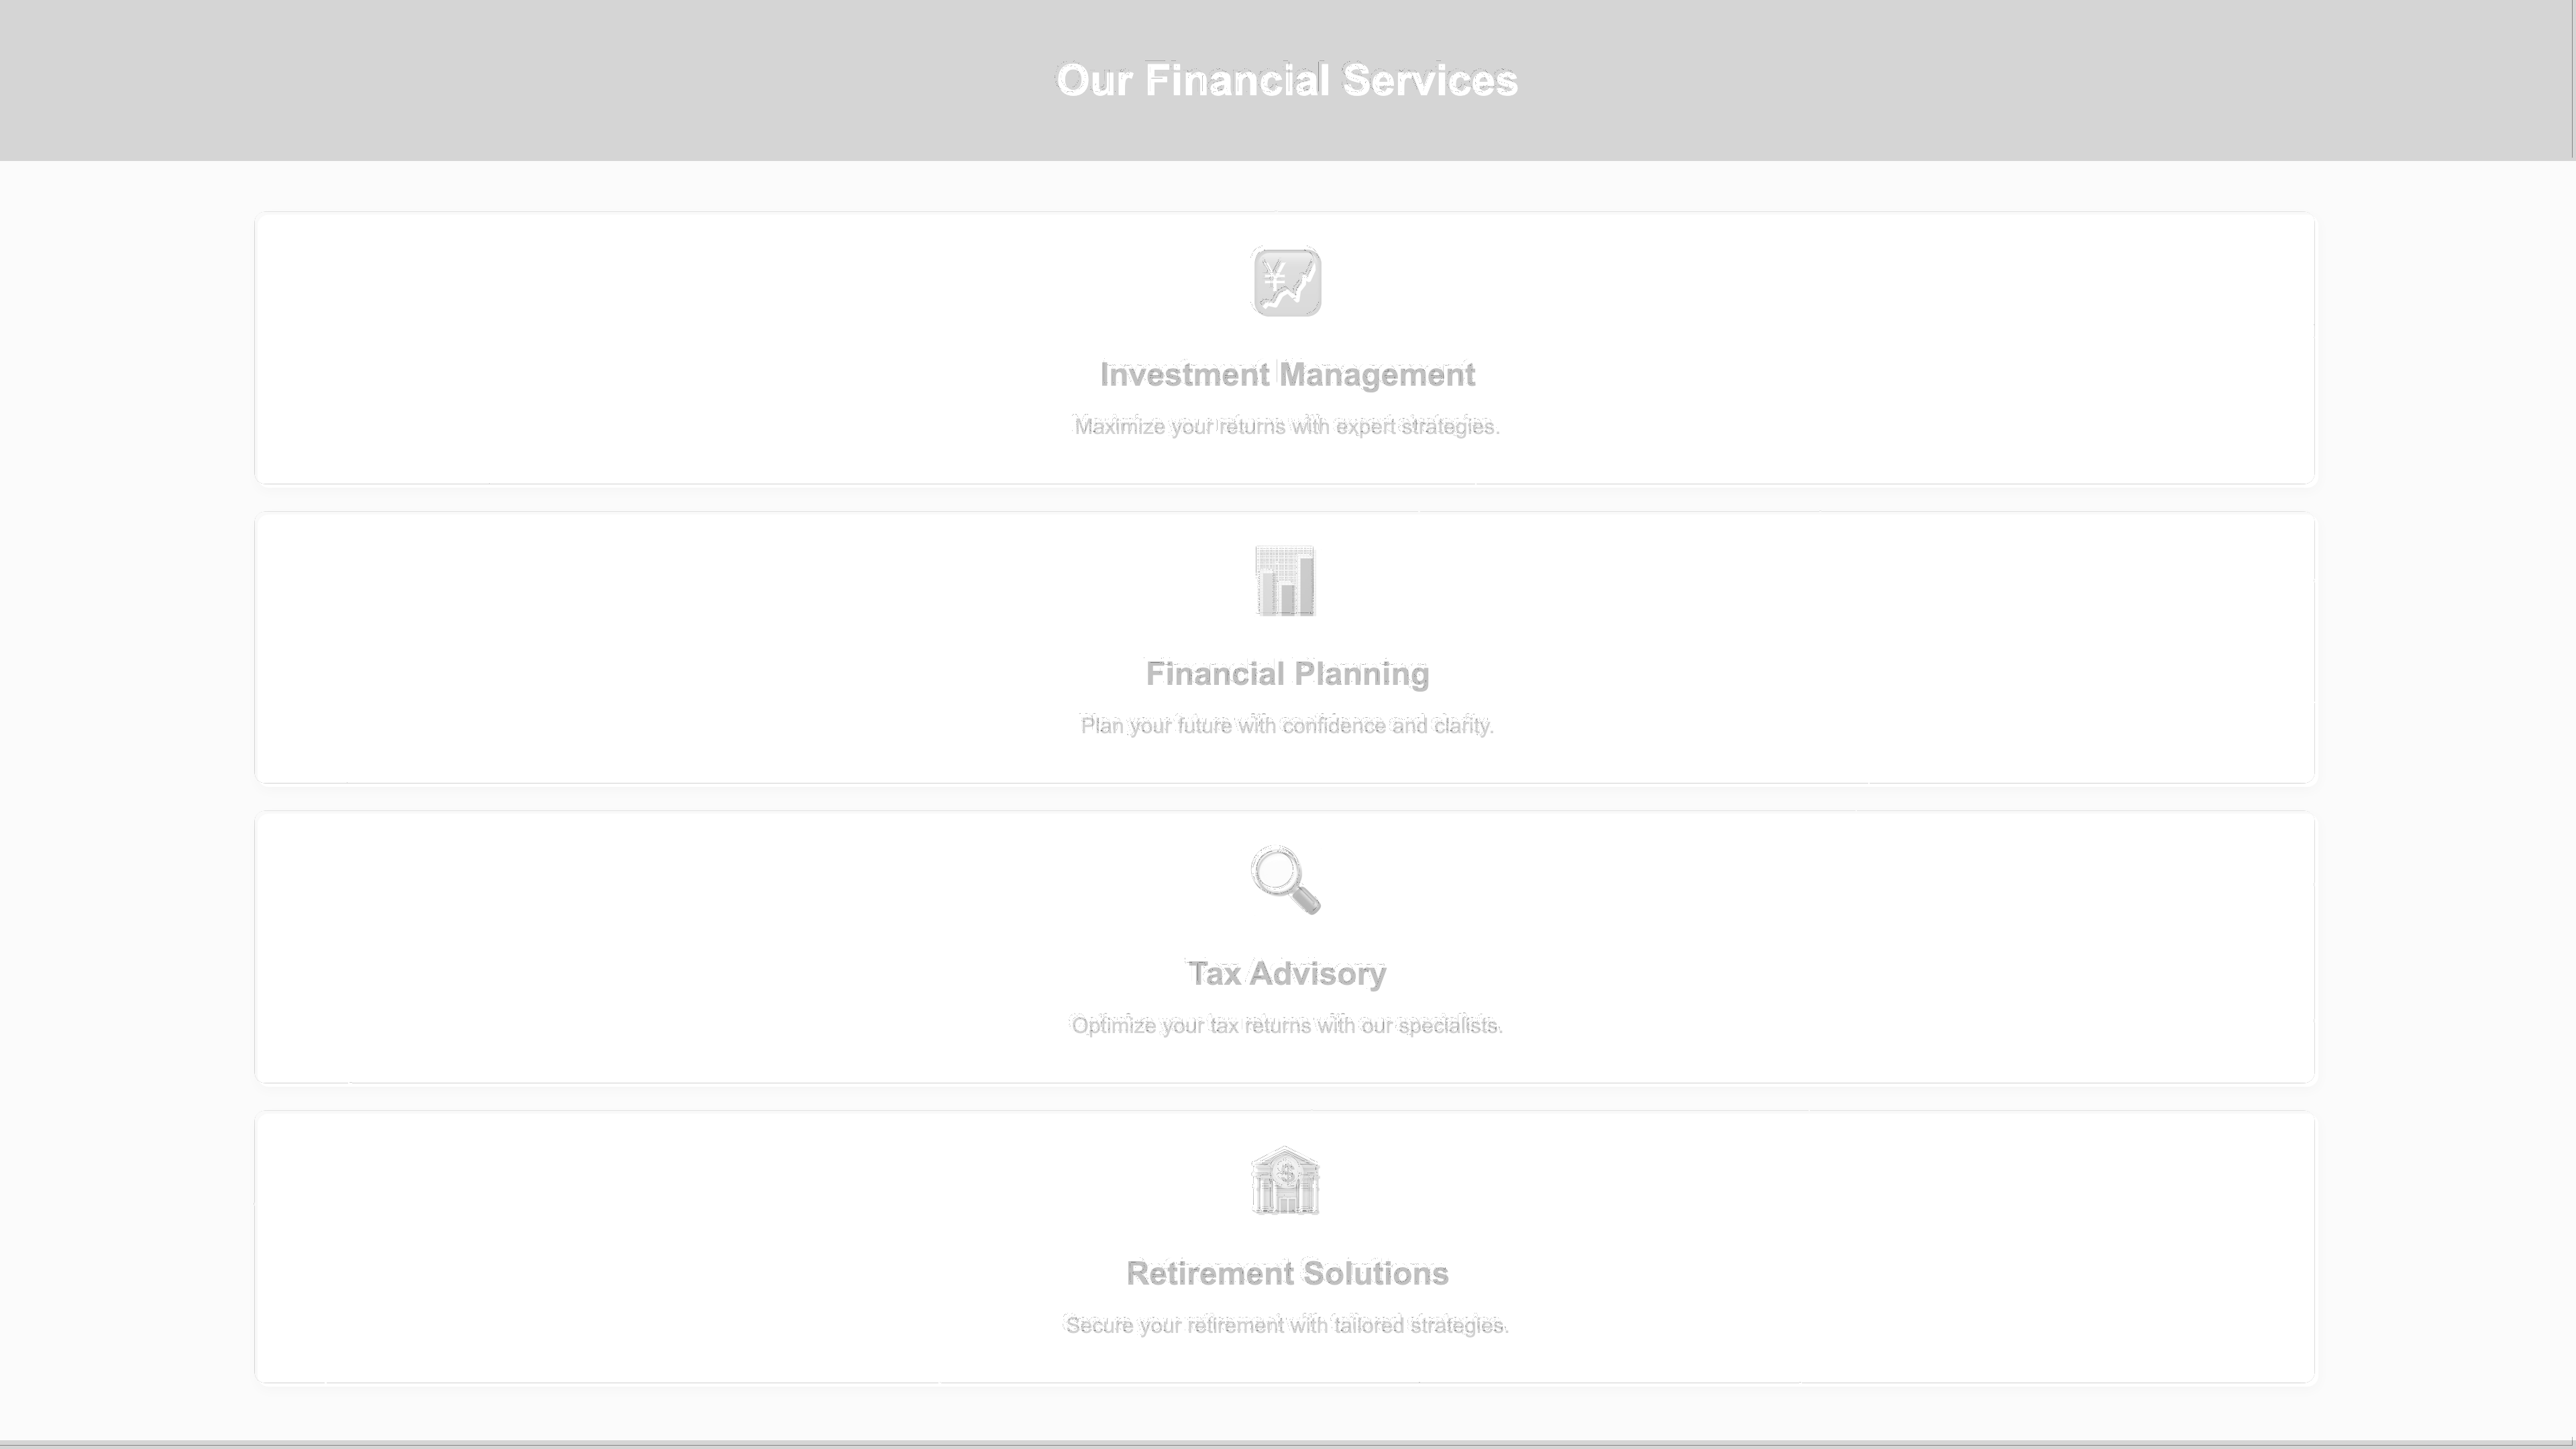 Our Financial Services
Investment Management
Maximize your returns with expert strategies.
Financial Planning
Plan your future with confidence and clarity.
Tax Advisory
Optimize your tax returns with our specialists.
Retirement Solutions
Secure your retirement with tailored strategies.